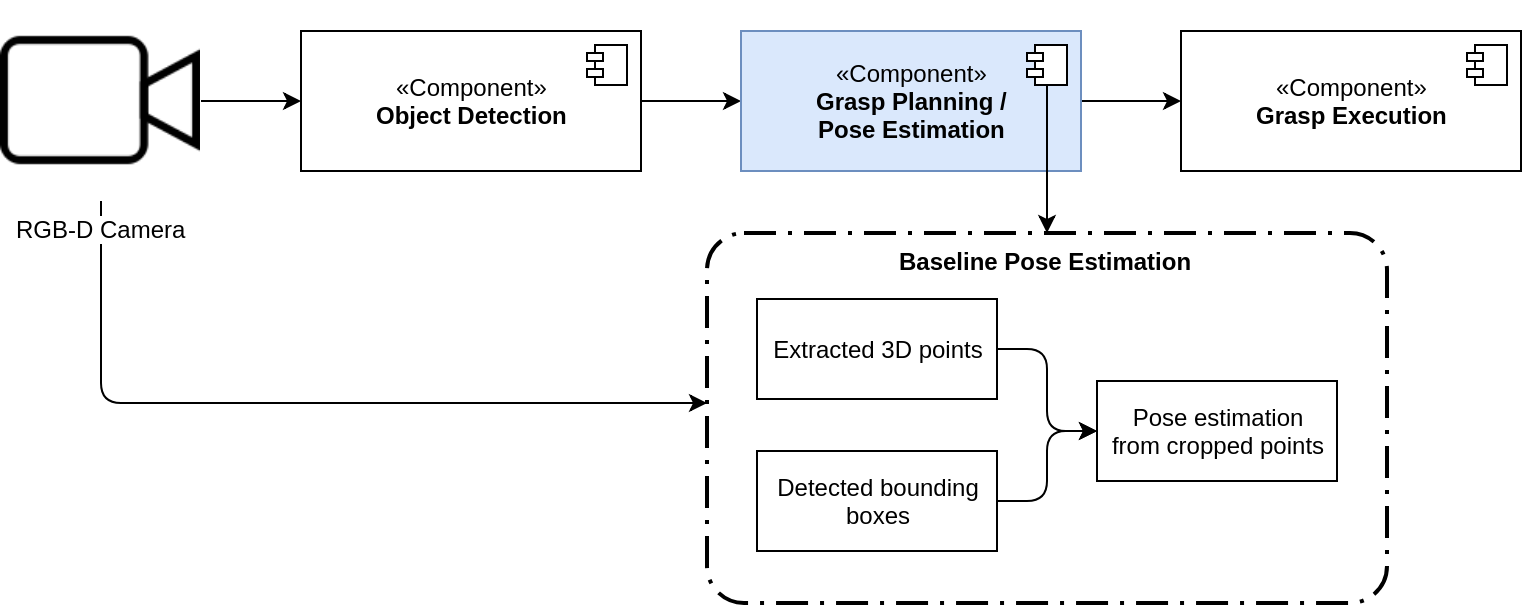 «Component»
Object Detection
«Component»
Grasp Planning /
Pose Estimation
«Component»
Grasp Execution
RGB-D Camera
Baseline Pose Estimation
Extracted 3D points
Pose estimation
from cropped points
Detected bounding
boxes